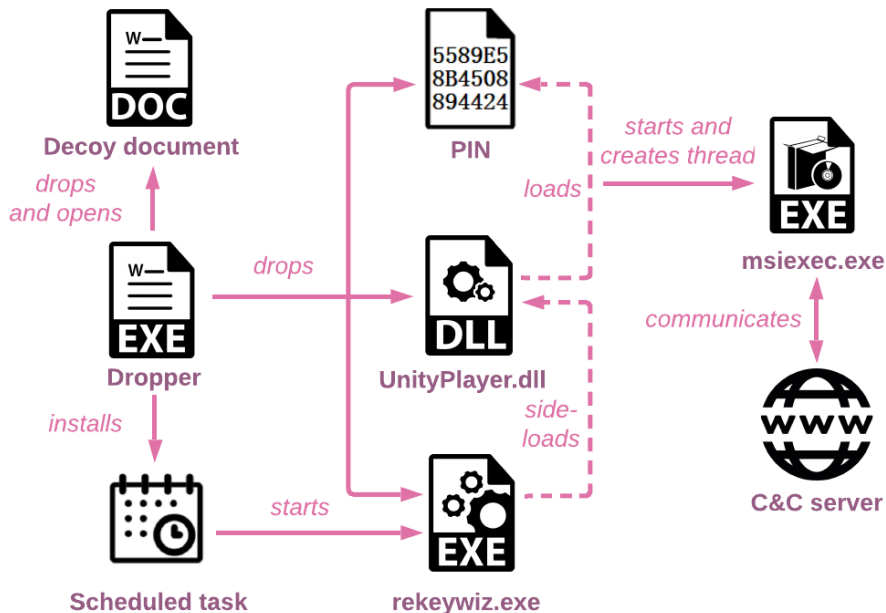 W
DOC
Decoy document
drops
and opens
W
EXE
Dropper
installs
Scheduled task
drops
starts
5589E5
8B4508
894424
PIN
loads
DLL
UnityPlayer.dll
side-
loads
EXE
rekeywiz.exe
starts and
creates thread
EXE
msiexec.exe
communicates
WWW
C&C server